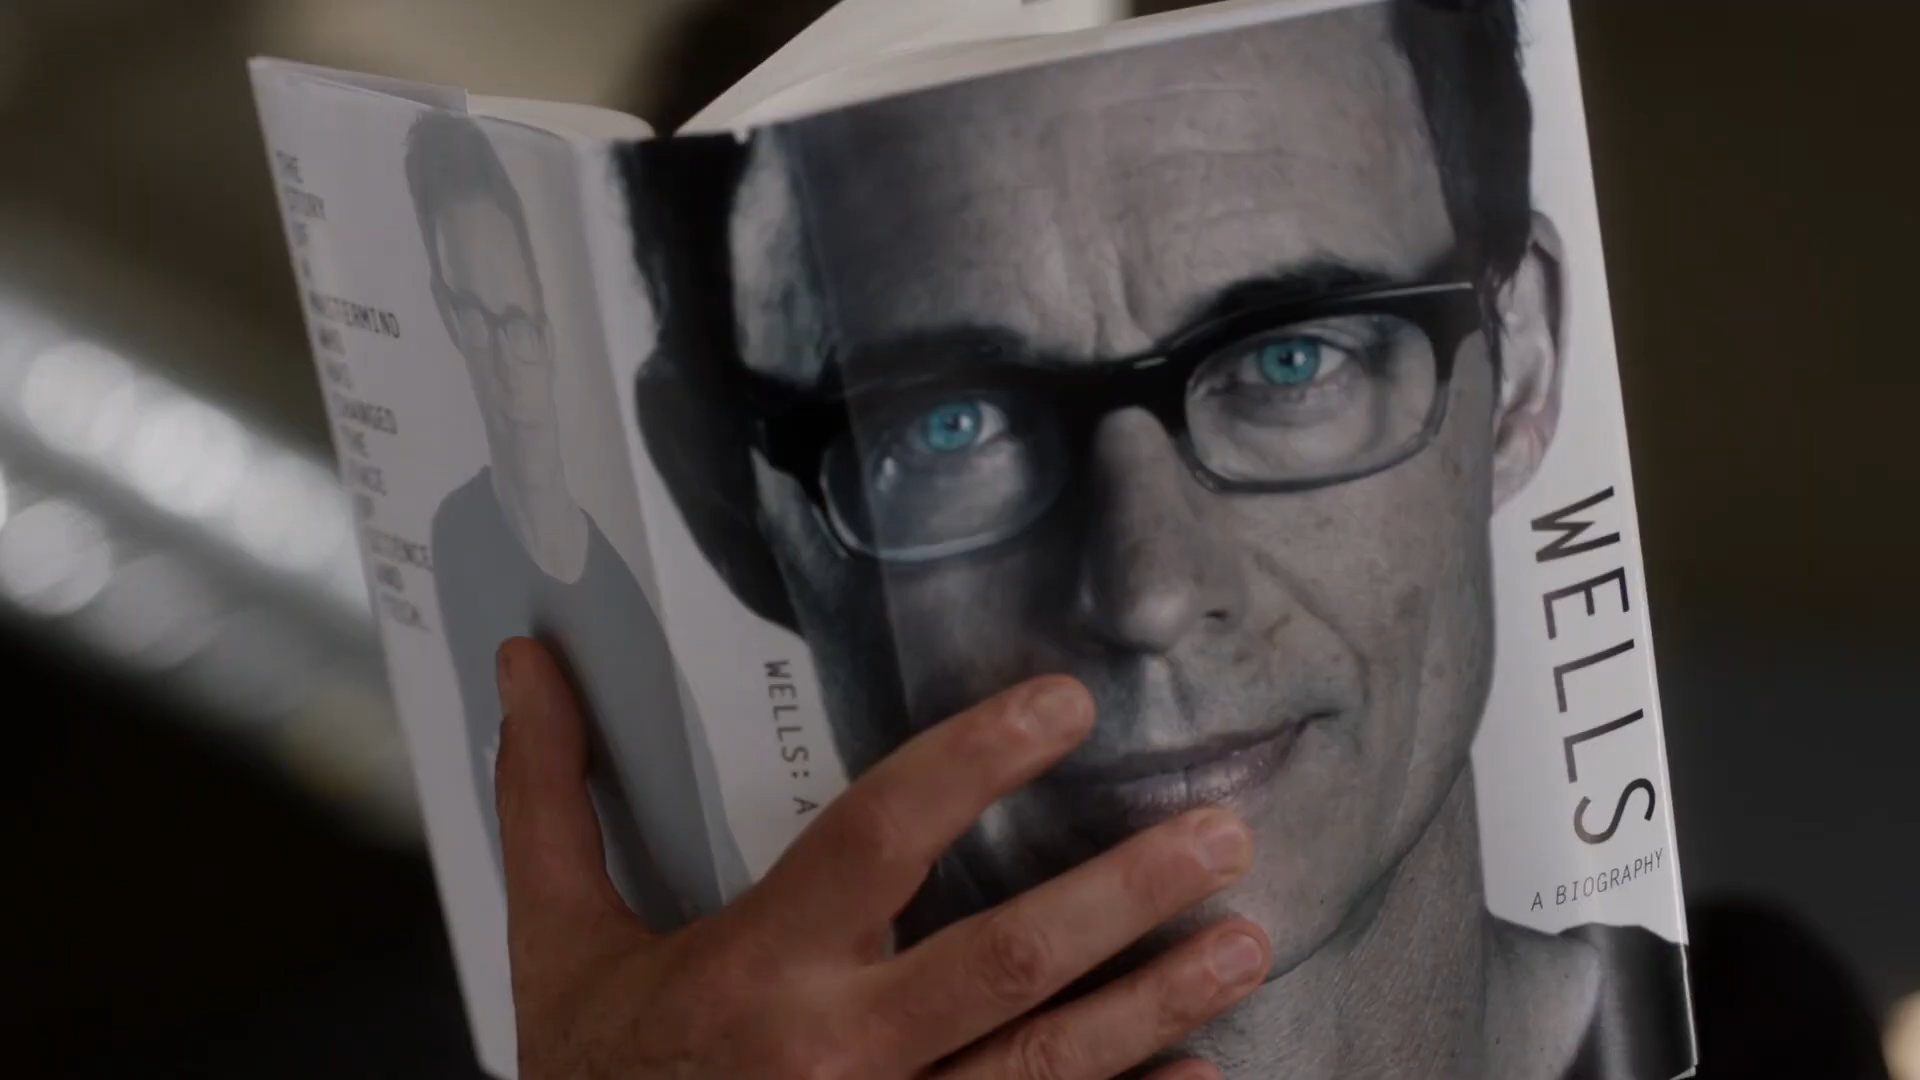 THE
STORY
OF
A
MASTERMIND
WHO
HAS
CHANGED
THE
FACE
OF
SCIENCE
AND
TECH.
WELLS: A
WELLS
A BIOGRAPHY